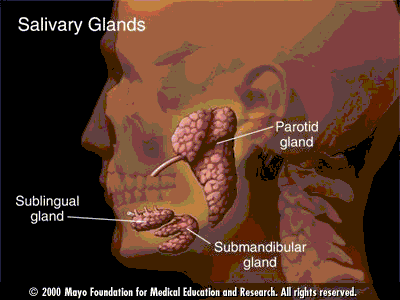 Salivary Glands
Parotid
gland
Sublingual
gland
Submandibular
gland
© 2000 Mayo Foundation for Medical Education and Research. All rights reserved.